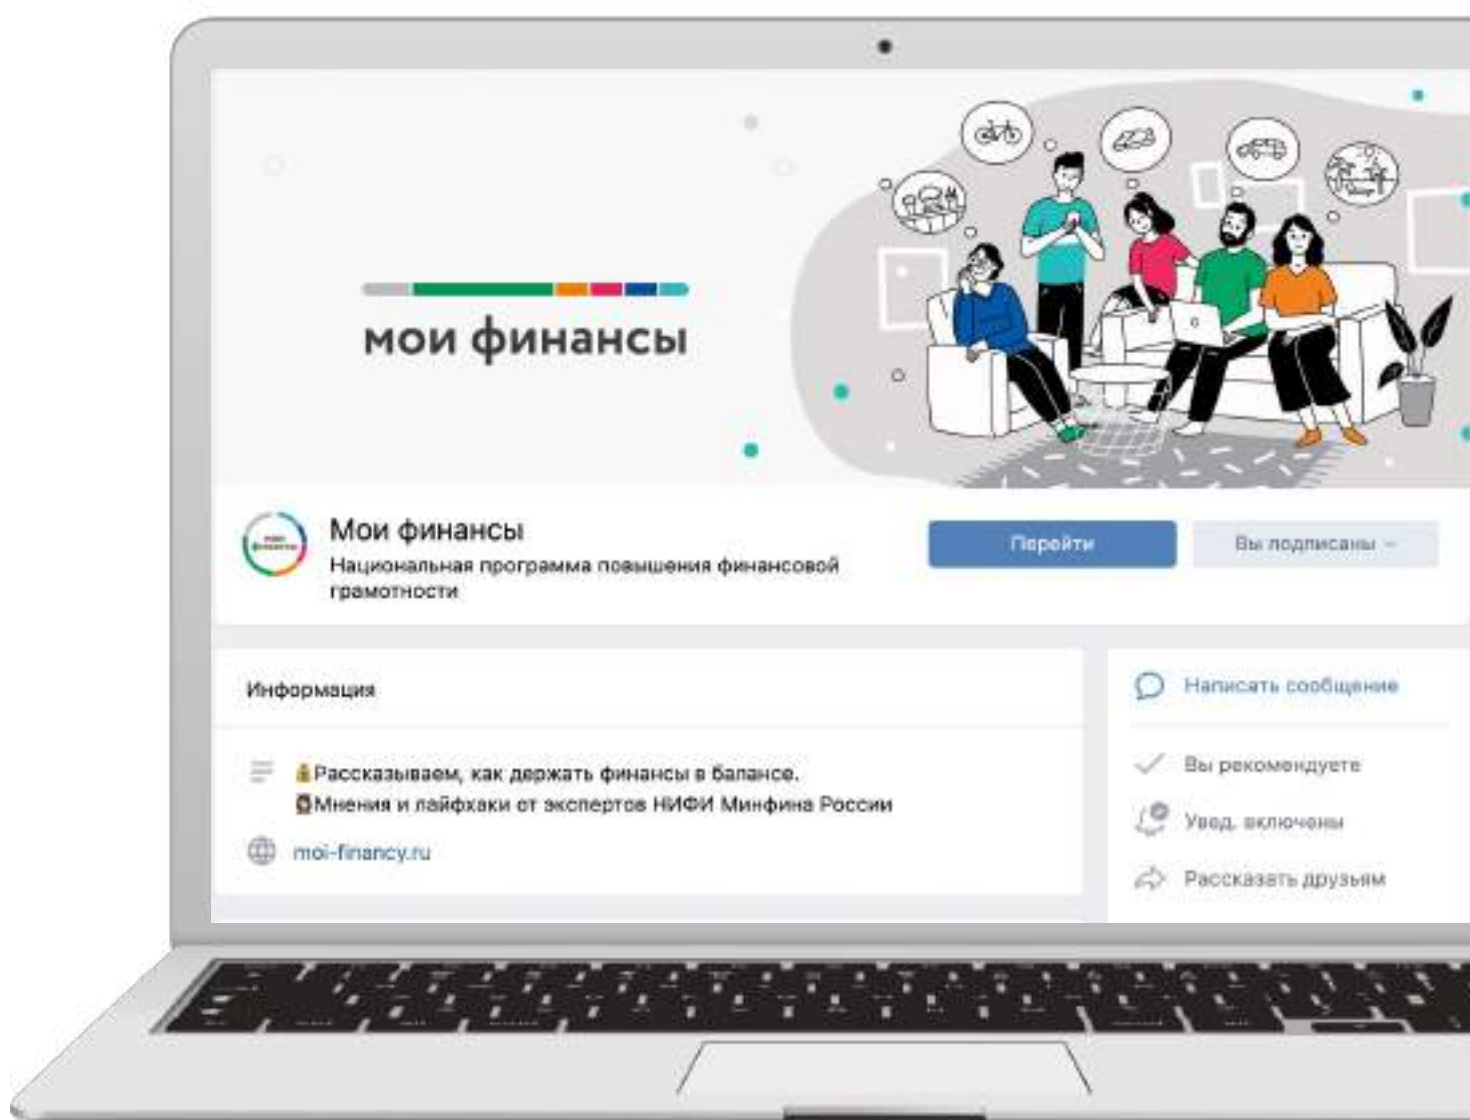 мои финансы
Мои финансы
Национальная программа повышения финансовой
грамотности
Перейти
Вы подписаны
Информация
Рассказываем, как держать финансы в балансе.
Мнения и лайфхаки от экспертов НИФИ Минфина России
moi-financy.ru
Написать сообщение
Вы рекомендуете
Увед. включены
Рассказать друзьям